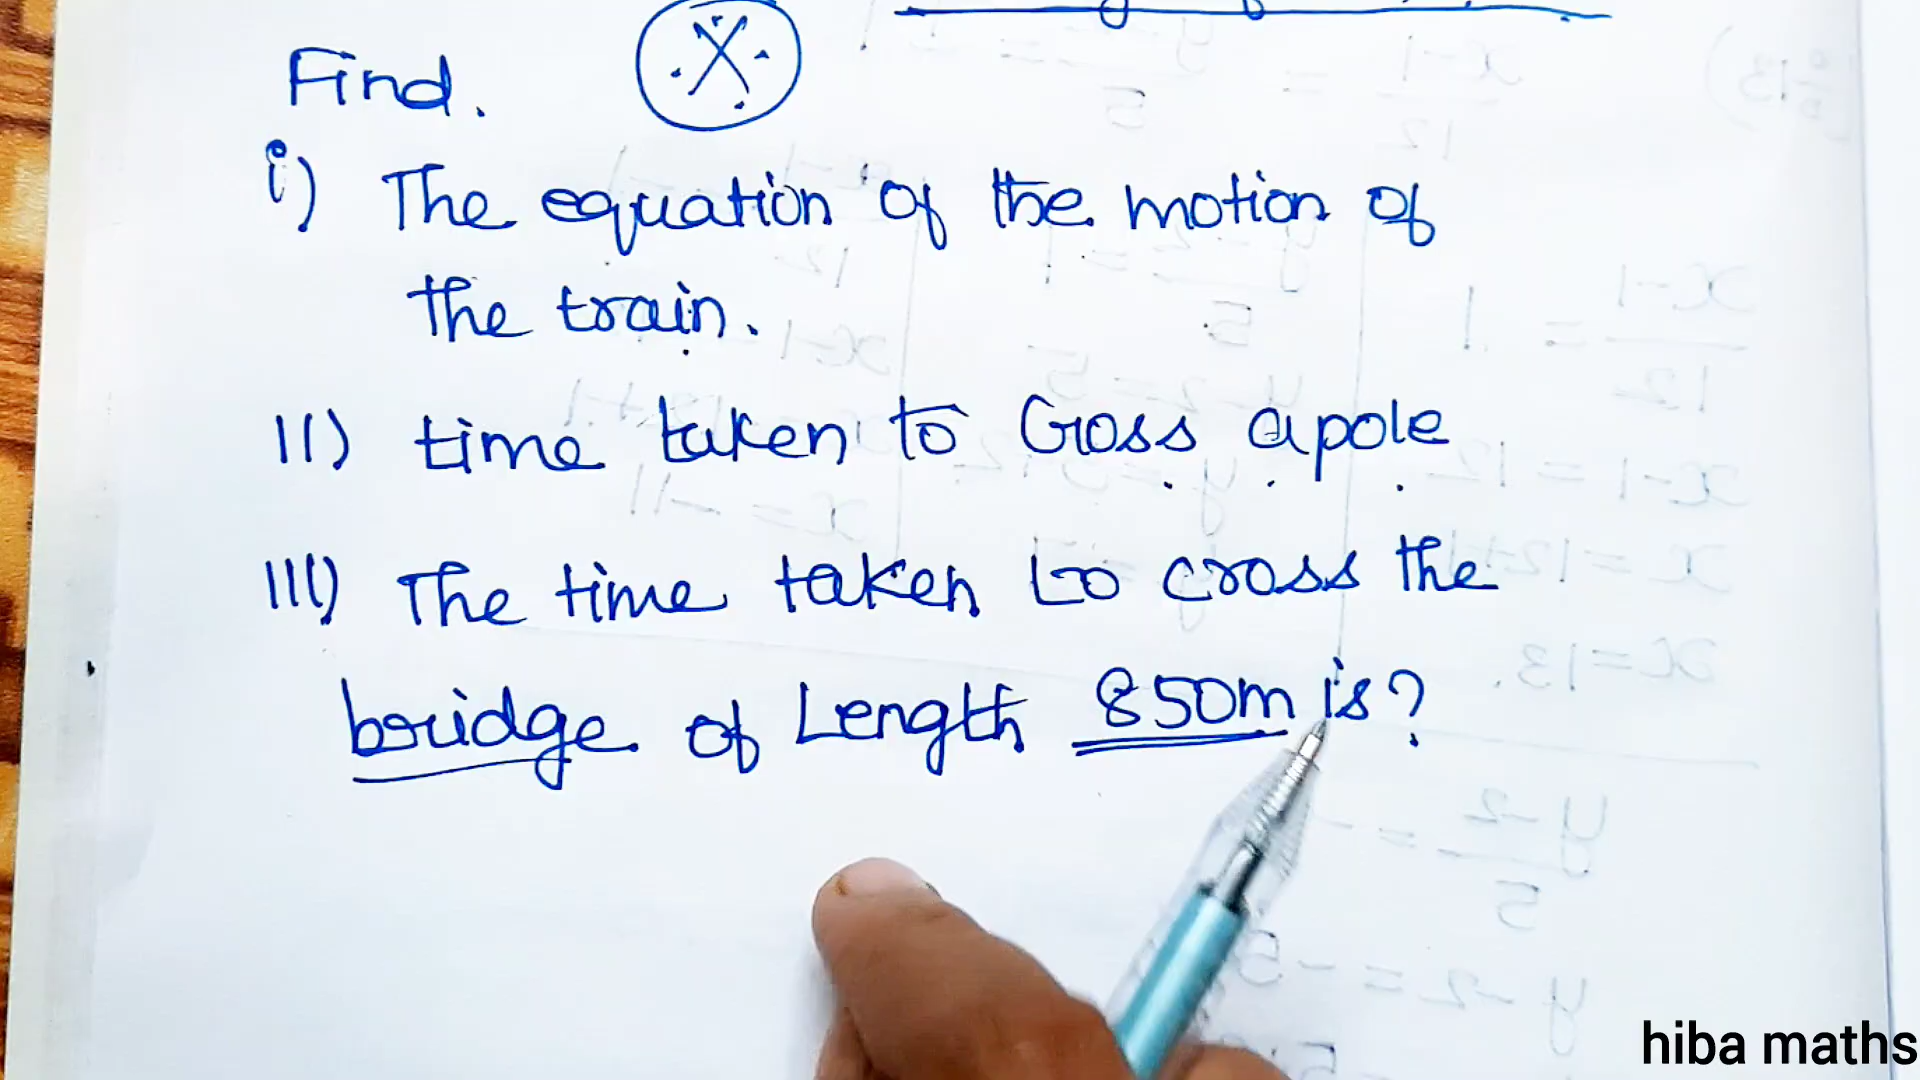 Find.
i) The equation of the motion of
the train.
II) time taken to Cross a pole
III) The time taken to cross the
bridge of Length 850m is?
hiba maths